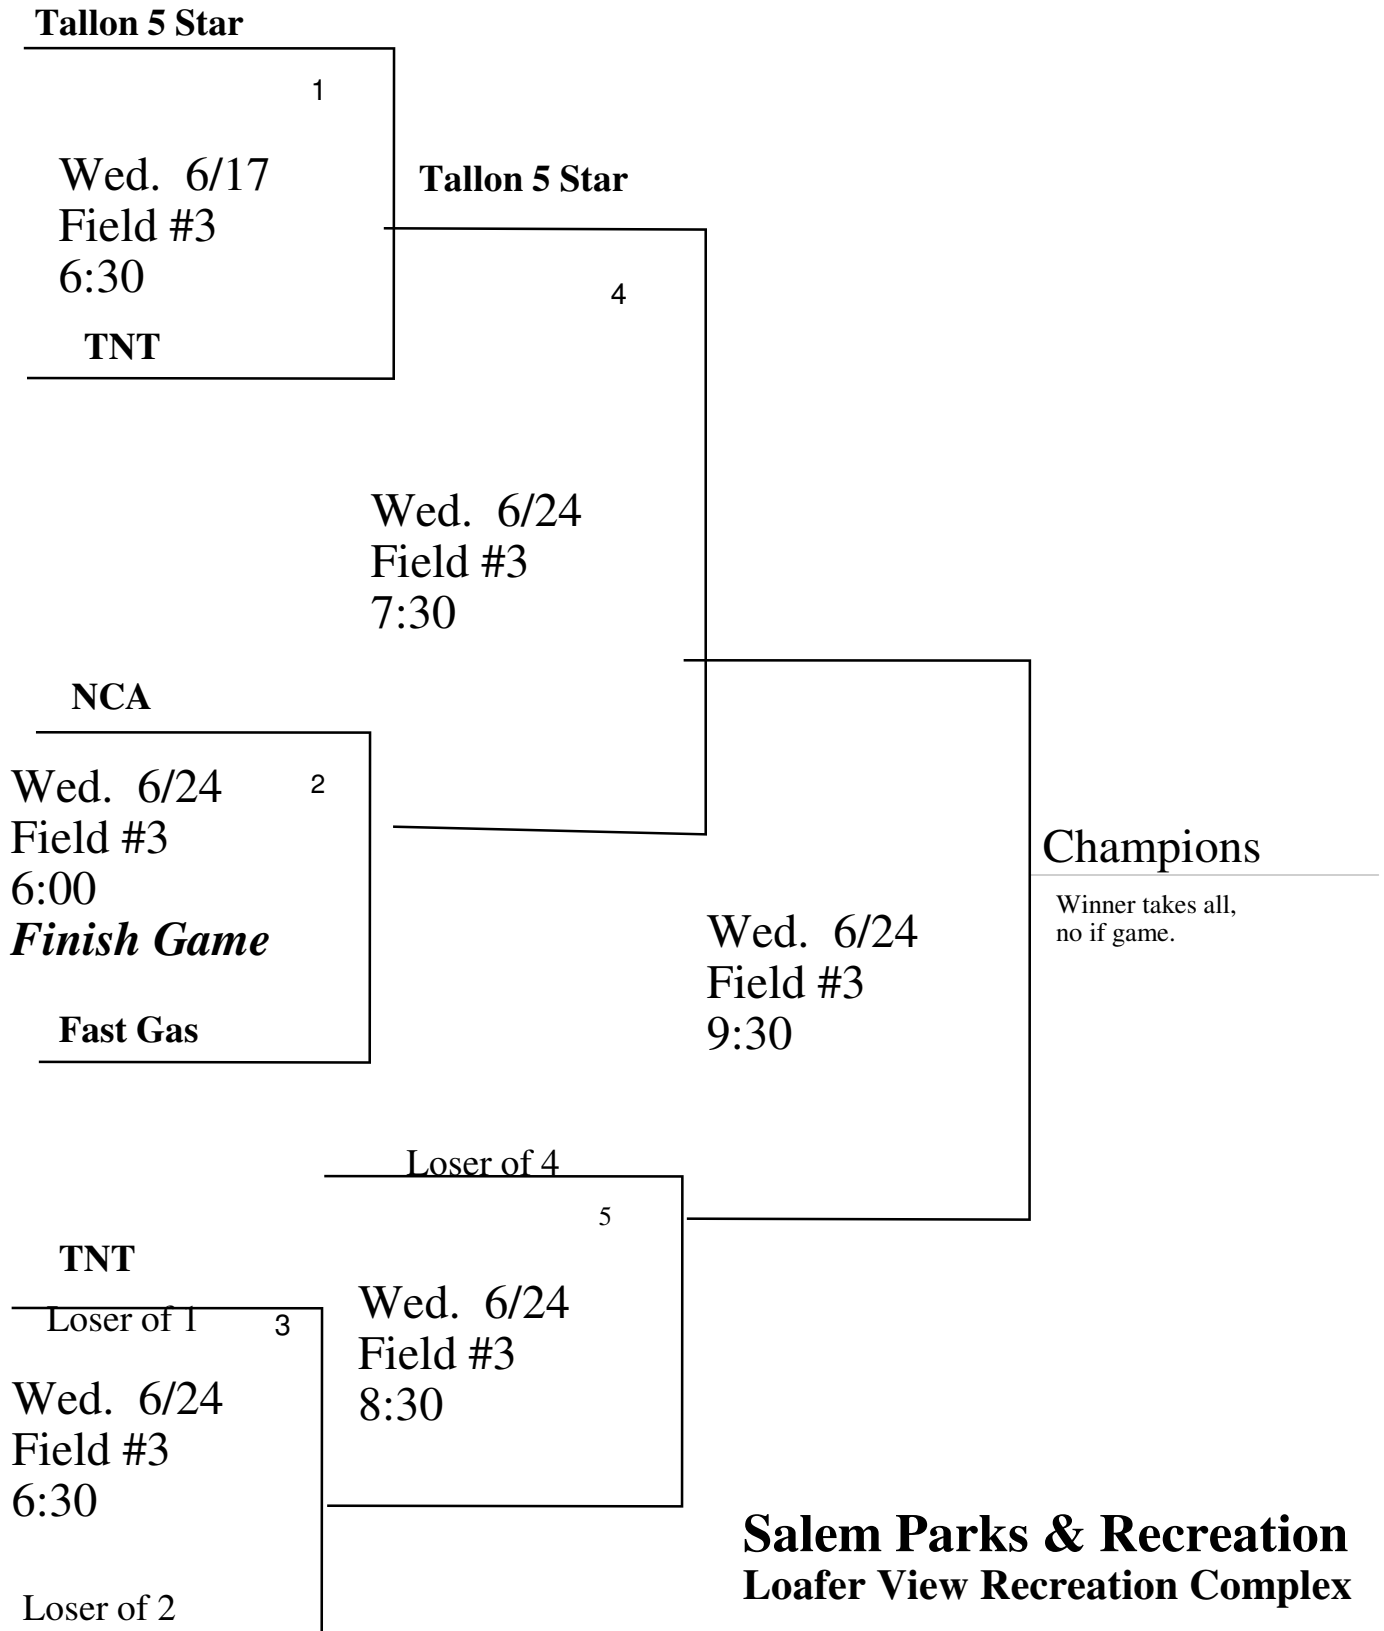 Tallon 5 Star
1
Wed.  6/17
Field #3
6:30
TNT
Tallon 5 Star
4
Wed.  6/24
Field #3
7:30
NCA
2
Wed.  6/24
Field #3
6:00
Finish Game
Fast Gas
Champions
Winner takes all,
no if game.
Wed.  6/24
Field #3
9:30
Loser of 4
5
Wed.  6/24
Field #3
8:30
TNT
Loser of 1
3
Wed.  6/24
Field #3
6:30
Loser of 2
Salem Parks & Recreation
Loafer View Recreation Complex